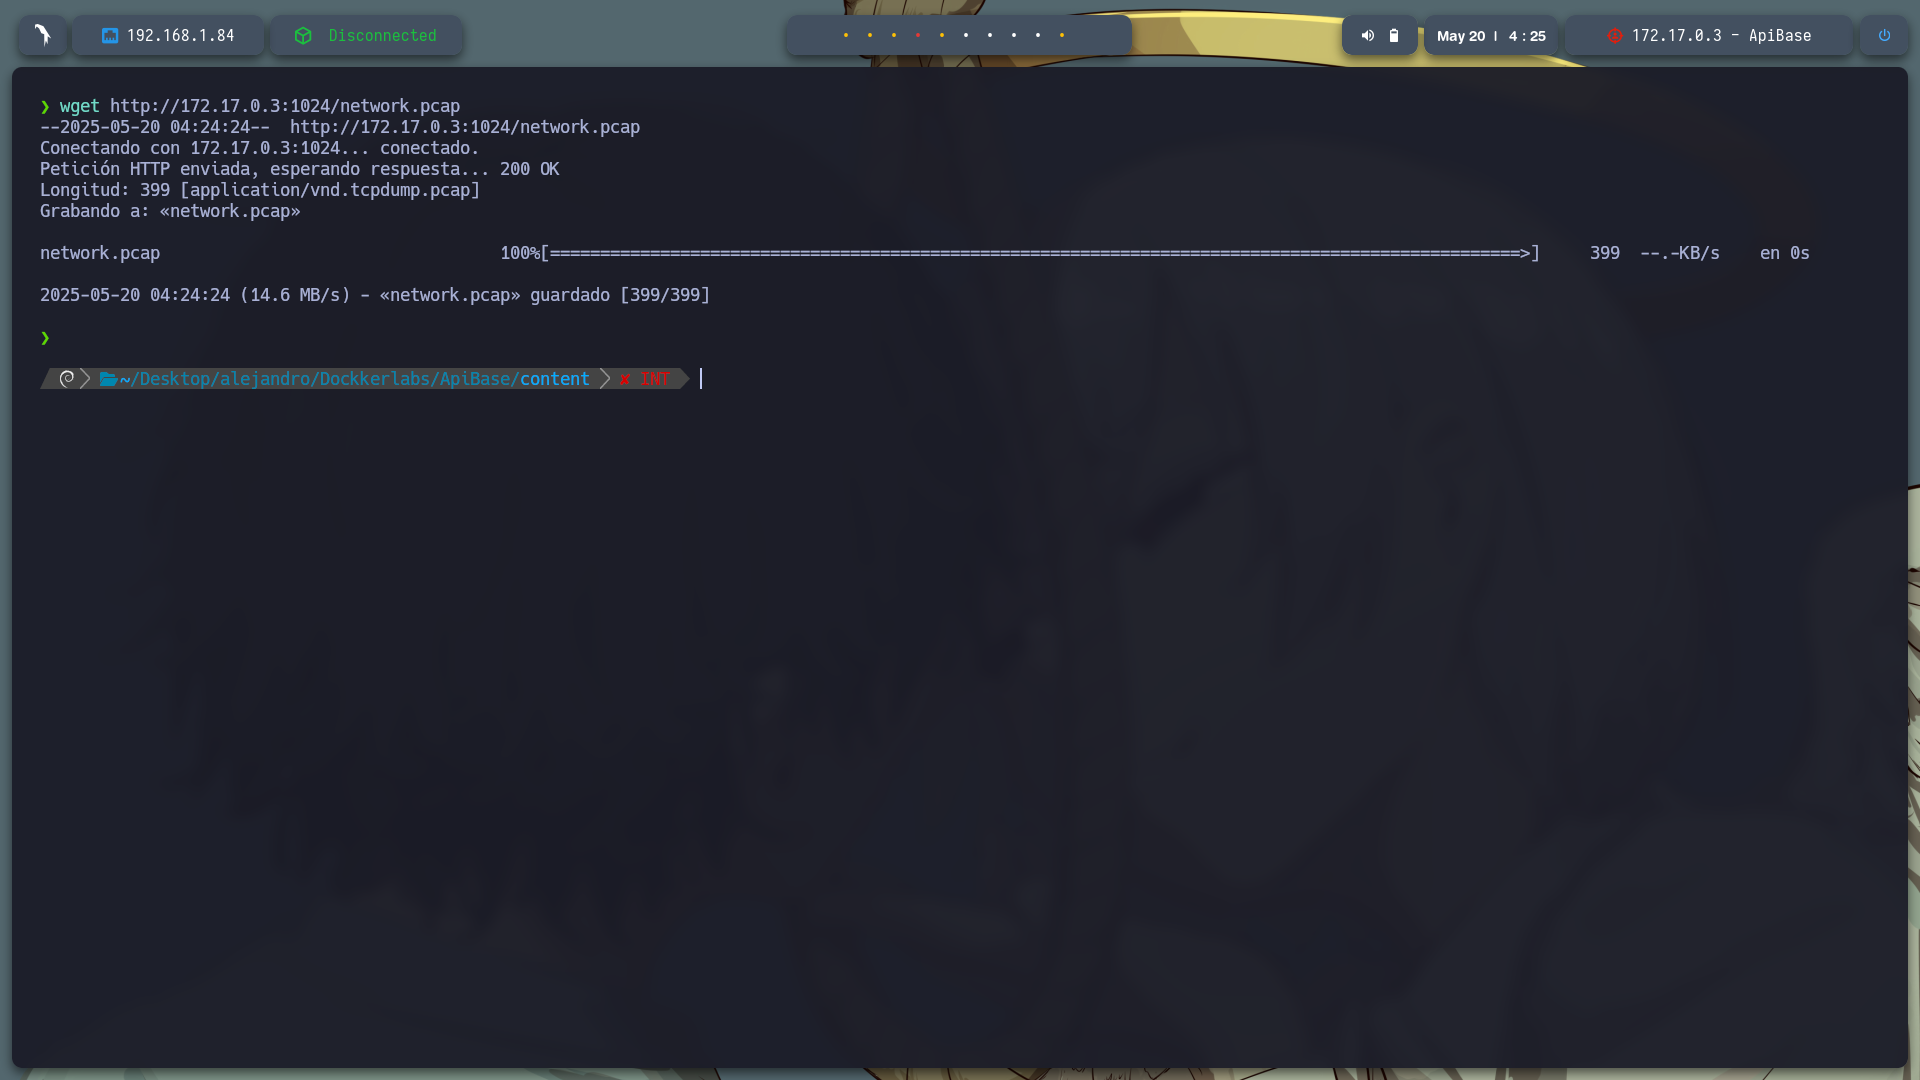 192.168.1.84
Disconnected
May 20 | 4 : 25
172.17.0.3 - ApiBase
❯ wget http://172.17.0.3:1024/network.pcap
--2025-05-20 04:24:24--  http://172.17.0.3:1024/network.pcap
Conectando con 172.17.0.3:1024... conectado.
Petición HTTP enviada, esperando respuesta... 200 OK
Longitud: 399 [application/vnd.tcpdump.pcap]
Grabando a: «network.pcap»
network.pcap 100%[=================================================================================================>] 399 --.-KB/s en 0s
2025-05-20 04:24:24 (14.6 MB/s) - «network.pcap» guardado [399/399]
❯
~/Desktop/alejandro/Dockkerlabs/ApiBase/content ✘ INT